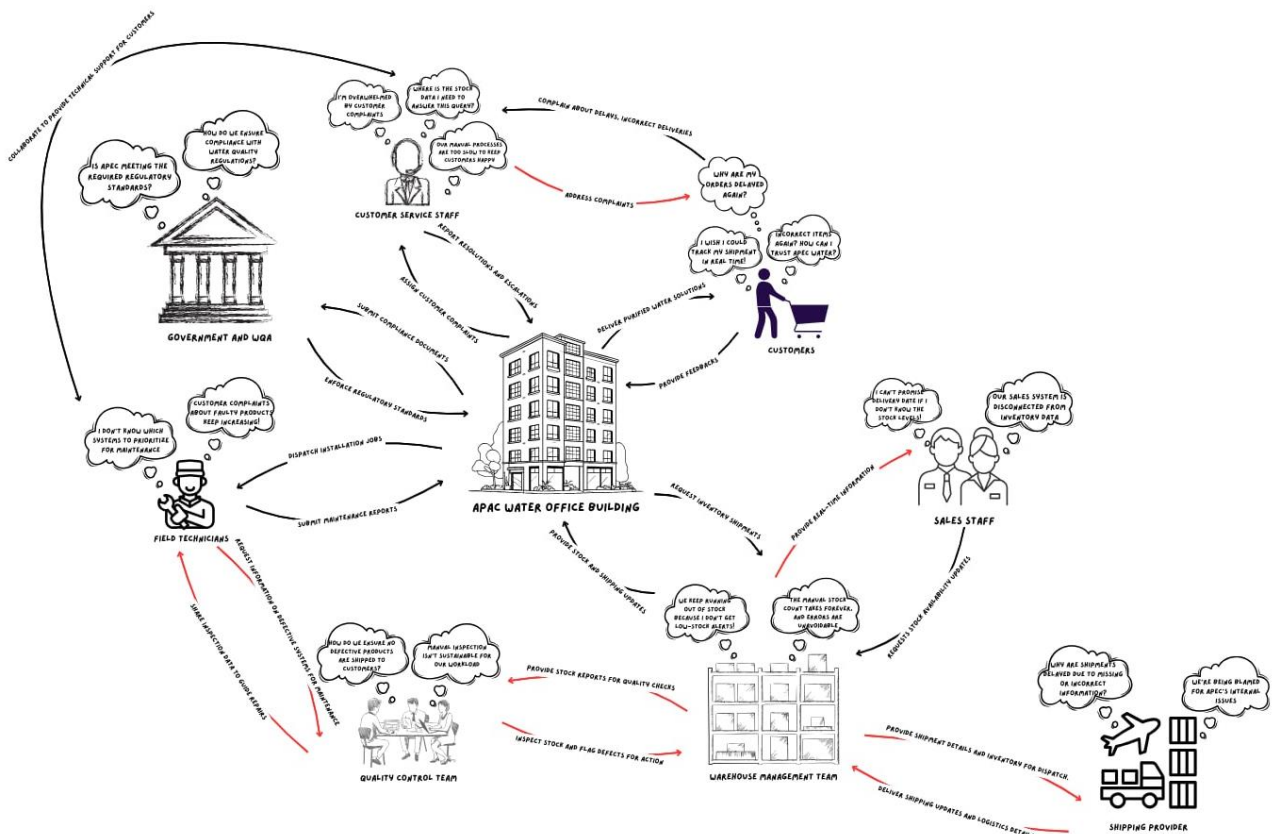 COLLABORATE TO PROVIDE TECHNICAL SUPPORT FOR CUSTOMERS
I'M OVERWHELMED
BY CUSTOMER
COMPLAINTS
WHERE IS THE STOCK
DATA I NEED TO
ANSWER THIS QUERY?
OUR MANUAL PROCESSES
ARE TOO SLOW TO KEEP
CUSTOMERS HAPPY
CUSTOMER SERVICE STAFF
COMPLAIN ABOUT DELAYS, INCORRECT DELIVERIES
ADDRESS COMPLAINTS
WHY ARE MY
ORDERS DELAYED
AGAIN?
I WISH I COULD
TRACK MY SHIPMENT
IN REAL TIME!
INCORRECT ITEMS
AGAIN? HOW CAN I
TRUST APEC WATER?
CUSTOMERS
IS APEC MEETING THE
REQUIRED REGULATORY
STANDARDS?
HOW DO WE ENSURE
COMPLIANCE WITH
WATER QUALITY
REGULATIONS?
GOVERNMENT AND WQA
REPORT RESOLUTIONS AND ESCALATIONS
ASSIGN CUSTOMER COMPLAINTS
SUBMIT COMPLIANCE DOCUMENTS
ENFORCE REGULATORY STANDARDS
DELIVER PURIFIED WATER SOLUTIONS
PROVIDE FEEDBACKS
I DON'T KNOW WHICH
SYSTEMS TO PRIORITIZE
FOR MAINTENANCE
CUSTOMER COMPLAINTS
ABOUT FAULTY PRODUCTS
KEEP INCREASING!
FIELD TECHNICIANS
DISPATCH INSTALLATION JOBS
SUBMIT MAINTENANCE REPORTS
APAC WATER OFFICE BUILDING
REQUEST INVENTORY SHIPMENTS
PROVIDE STOCK AND SHIPPING UPDATES
I CAN'T PROMISE
DELIVERY DATE IF I
DON'T KNOW THE
STOCK LEVELS!
OUR SALES SYSTEM IS
DISCONNECTED FROM
INVENTORY DATA
SALES STAFF
PROVIDE REAL-TIME INFORMATION
REQUESTS STOCK AVAILABILITY UPDATES
REQUEST INFORMATION ON DEFECTIVE SYSTEMS FOR MAINTENANCE
SHARE INSPECTION DATA TO GUIDE REPAIRS
HOW DO WE ENSURE NO
DEFECTIVE PRODUCTS
ARE SHIPPED TO
CUSTOMERS?
MANUAL INSPECTION
ISN'T SUSTAINABLE FOR
OUR WORKLOAD
QUALITY CONTROL TEAM
PROVIDE STOCK REPORTS FOR QUALITY CHECKS
INSPECT STOCK AND FLAG DEFECTS FOR ACTION
WE KEEP RUNNING
OUT OF STOCK
BECAUSE I DON'T GET
LOW-STOCK ALERTS!
THE MANUAL STOCK
COUNT TAKES FOREVER,
AND ERRORS ARE
UNAVOIDABLE
WAREHOUSE MANAGEMENT TEAM
PROVIDE SHIPMENT DETAILS AND INVENTORY FOR DISPATCH.
DELIVER SHIPPING UPDATES AND LOGISTICS
WHY ARE SHIPMENTS
DELAYED DUE TO MISSING
OR INCORRECT
INFORMATION?
WE'RE BEING BLAMED
FOR APEC'S INTERNAL
ISSUES
SHIPPING PROVIDER